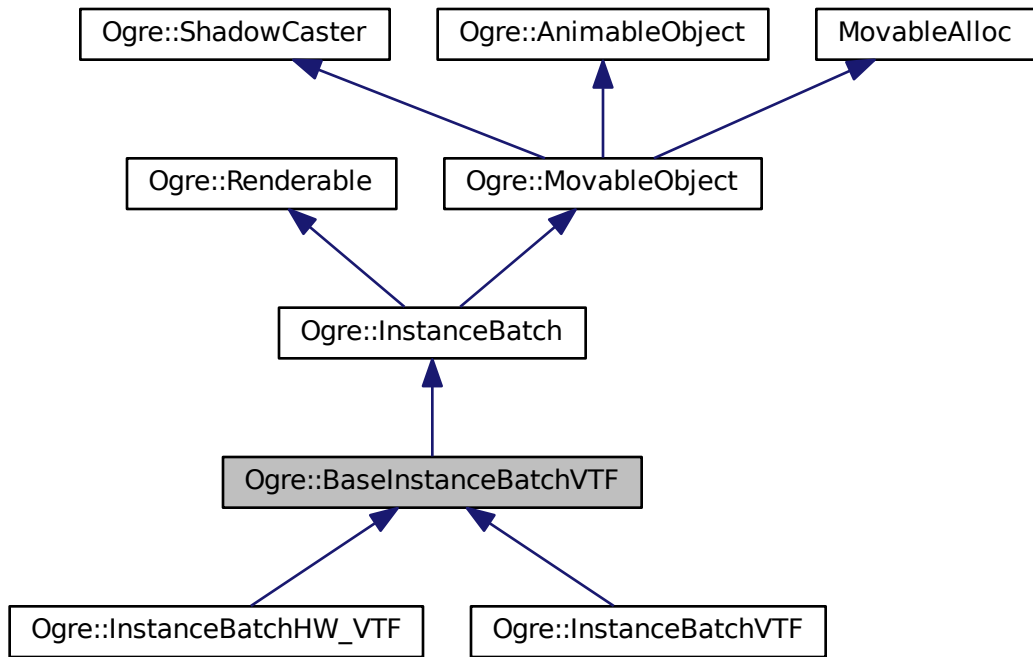 Ogre::ShadowCaster
Ogre::AnimableObject
MovableAlloc
Ogre::Renderable
Ogre::MovableObject
Ogre::InstanceBatch
Ogre::BaseInstanceBatchVTF
Ogre::InstanceBatchHW_VTF
Ogre::InstanceBatchVTF